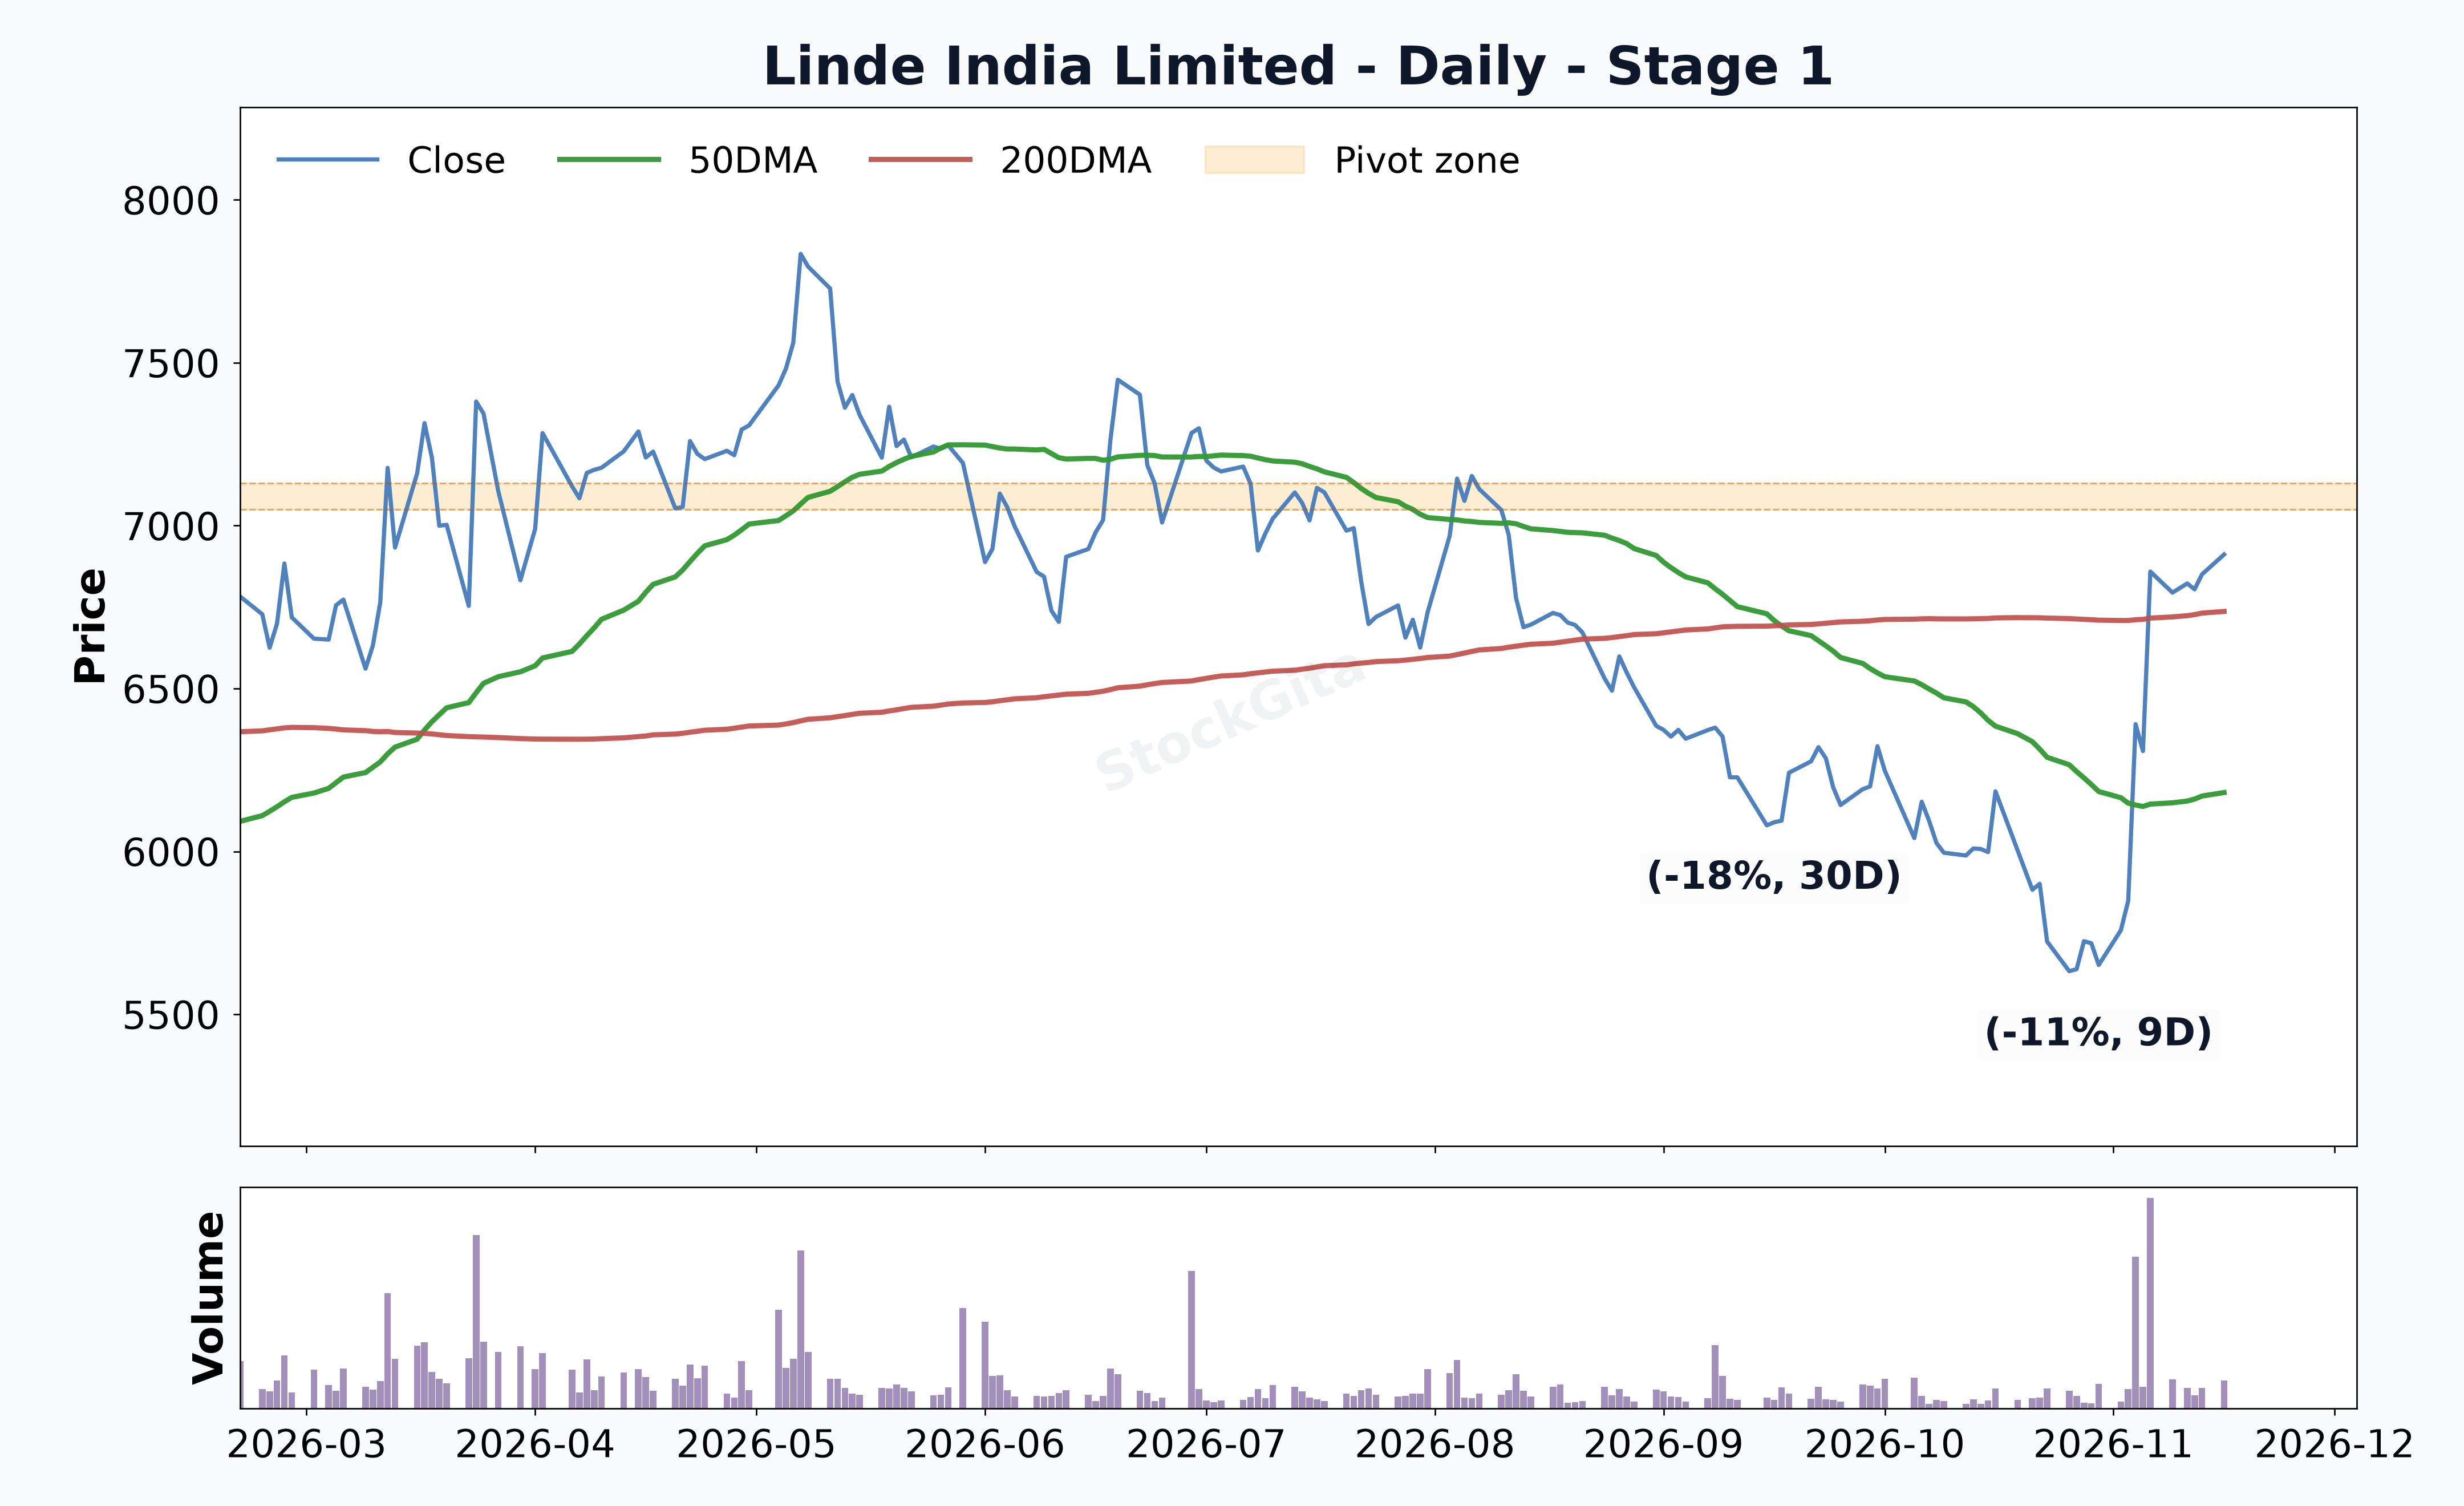 Linde India Limited - Daily - Stage 1
Close 50DMA 200DMA Pivot zone
Price
8000
7500
7000
6500
6000
5500
StockGita
(-18%, 30D)
(-11%, 9D)
Volume
2026-03 2026-04 2026-05 2026-06 2026-07 2026-08 2026-09 2026-10 2026-11 2026-12